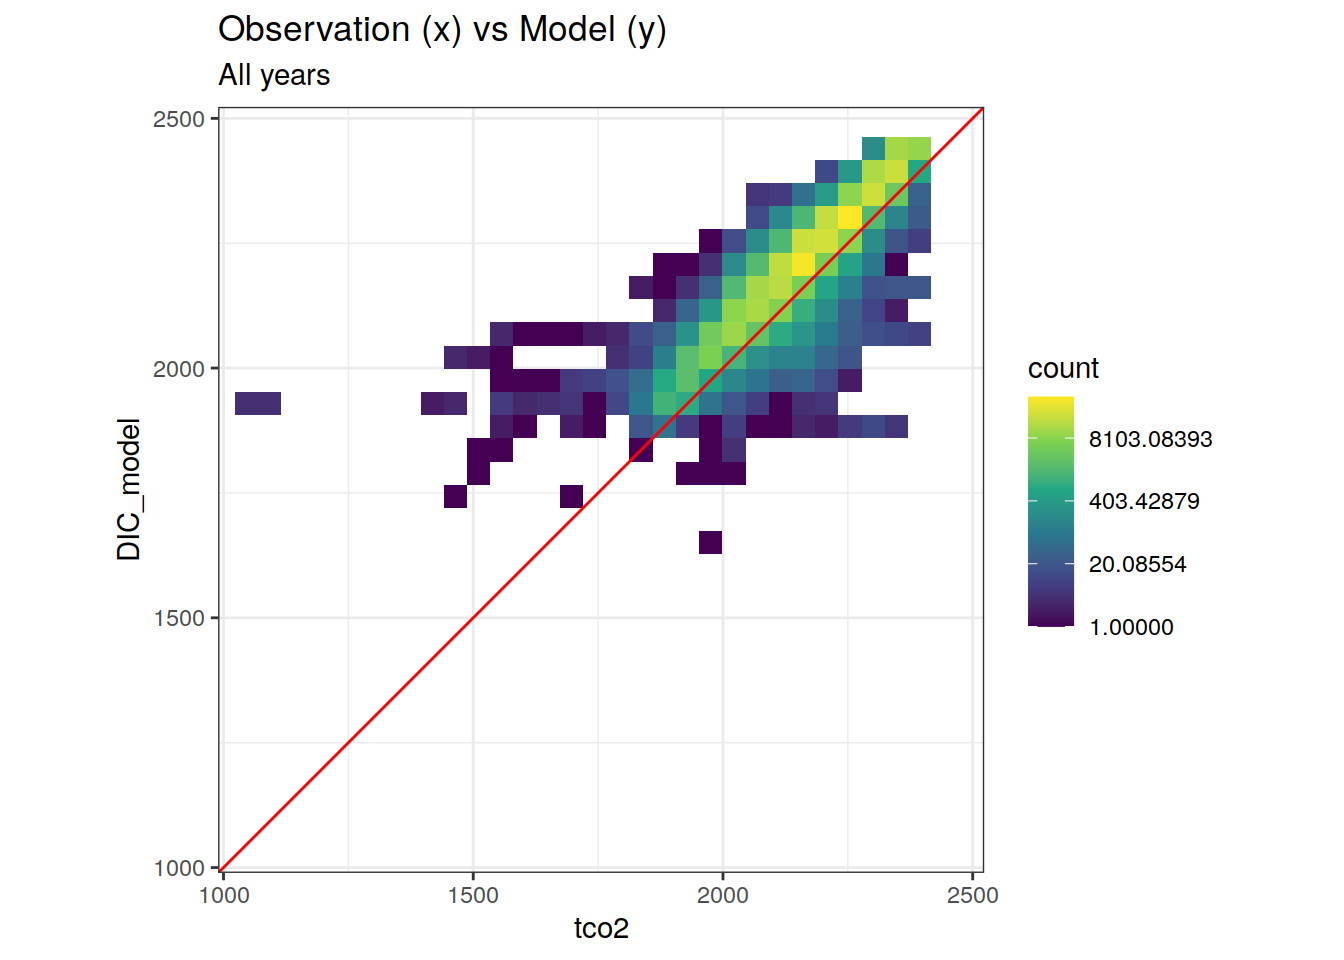 Observation (x) vs Model (y)
All years
2500
2000
1500
1000
DIC_model
1000
1500
2000
2500
tco2
count
8103.08393
403.42879
20.08554
1.00000